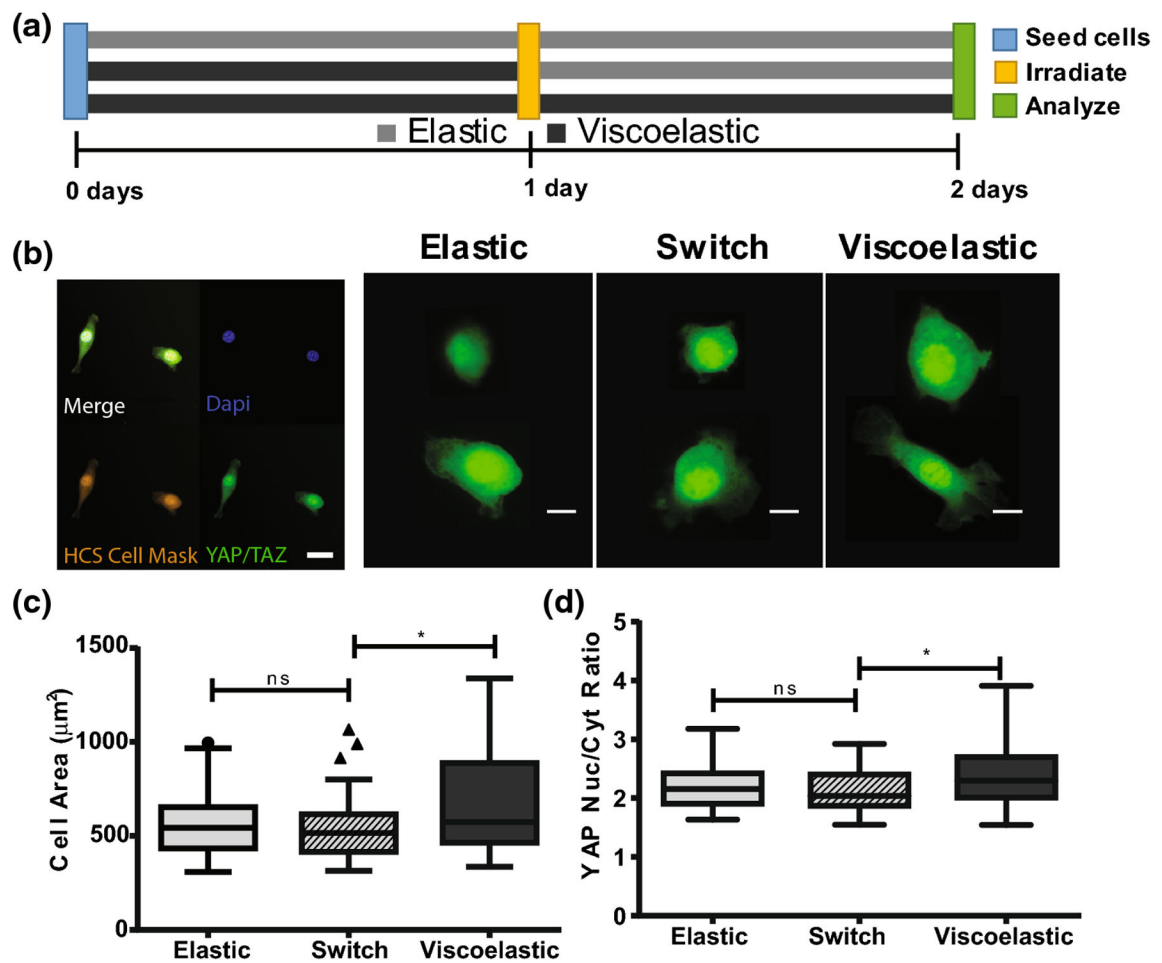 (a)
Seed cells
Irradiate
Analyze
Elastic
Viscoelastic
0 days
1 day
2 days
(b)
Elastic
Switch
Viscoelastic
Merge
Dapi
HCS Cell Mask
YAP/TAZ
(c)
Cell Area (μm²)
1500
1000
500
0
ns
*
Elastic
Switch
Viscoelastic
(d)
YAP Nuc/Cyt Ratio
5
4
3
2
1
0
ns
*
Elastic
Switch
Viscoelastic